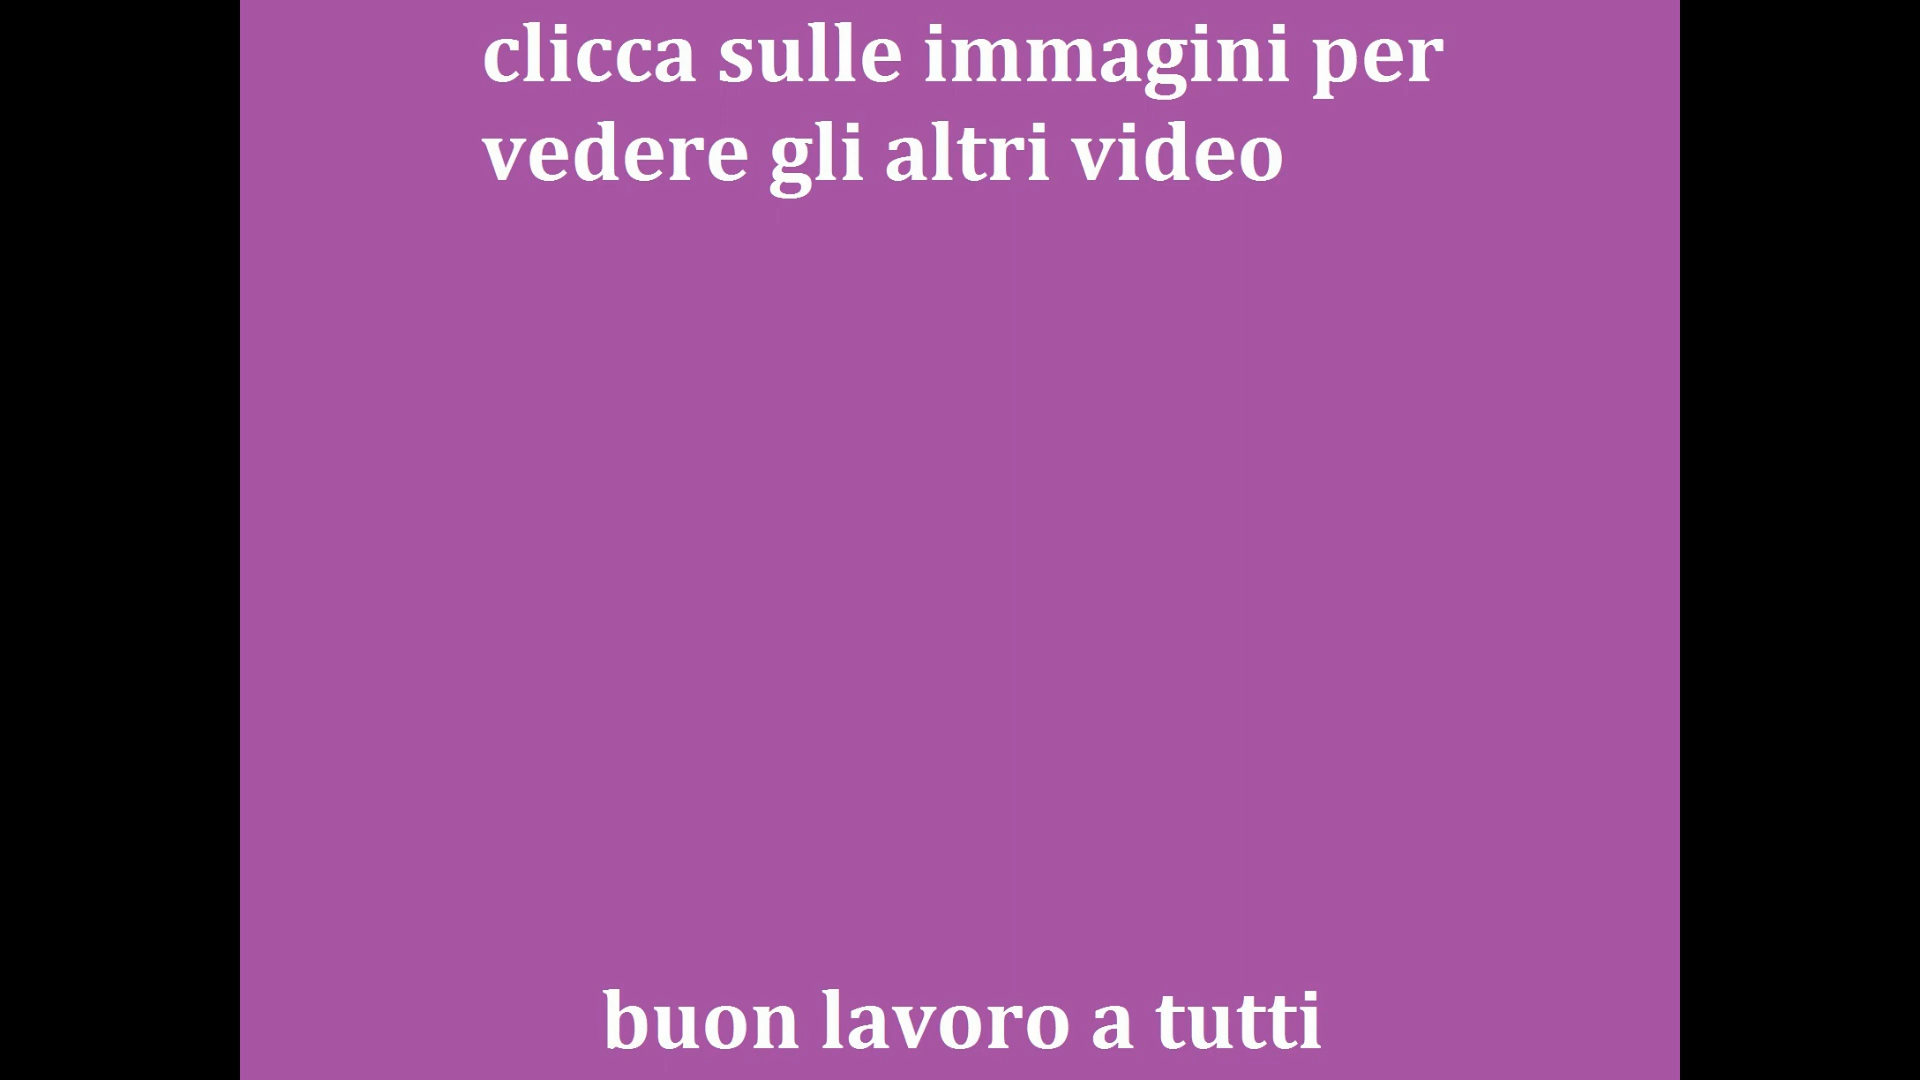 clicca sulle immagini per
vedere gli altri video
buon lavoro a tutti